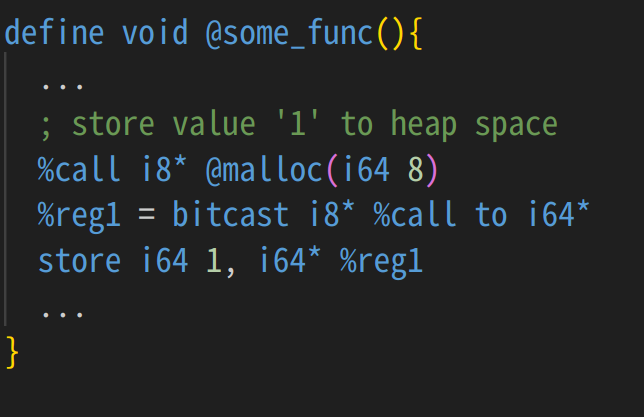 define void @some_func(){
...
; store value '1' to heap space
%call i8* @malloc(i64 8)
%reg1 = bitcast i8* %call to i64*
store i64 1, i64* %reg1
...
}